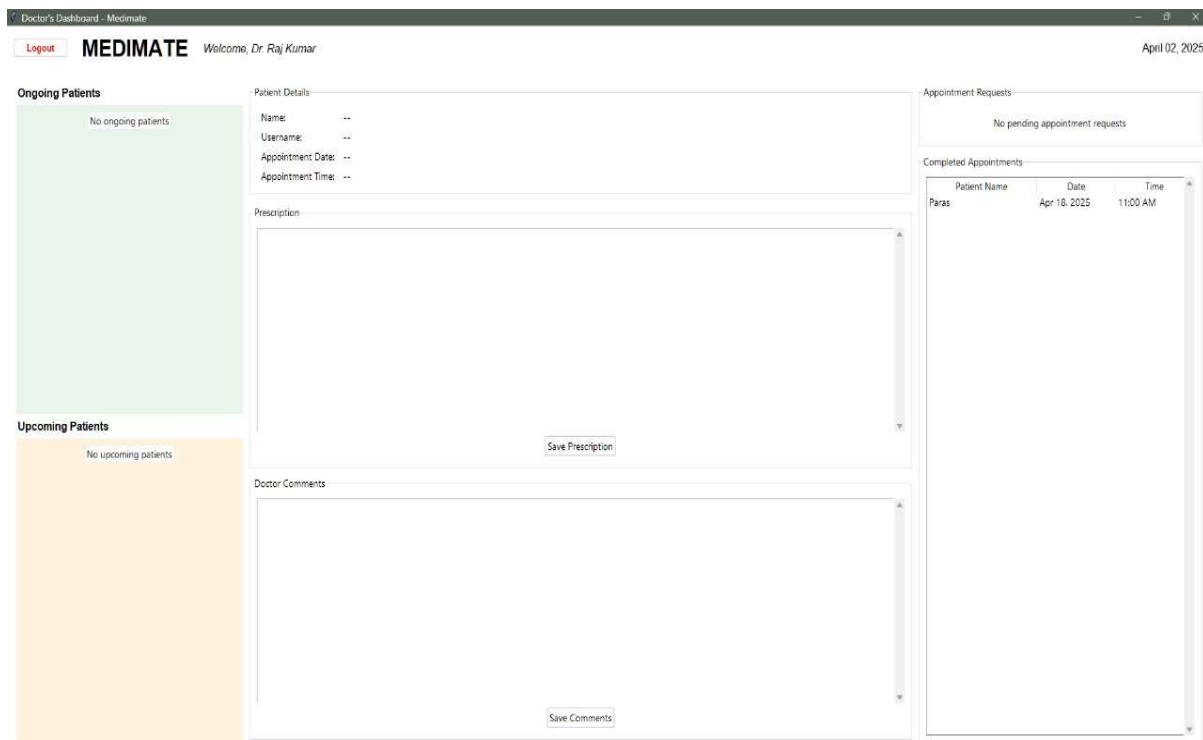 Doctor's Dashboard - Medimate
Logout MEDIMATE Welcome, Dr. Raj Kumar April 02, 2025
Ongoing Patients
No ongoing patients
Upcoming Patients
No upcoming patients
Patient Details
Name: --
Username: --
Appointment Date: --
Appointment Time: --
Prescription
Save Prescription
Doctor Comments
Save Comments
Appointment Requests
No pending appointment requests
Completed Appointments
Patient Name Date Time
Paras Apr 18, 2025 11:00 AM